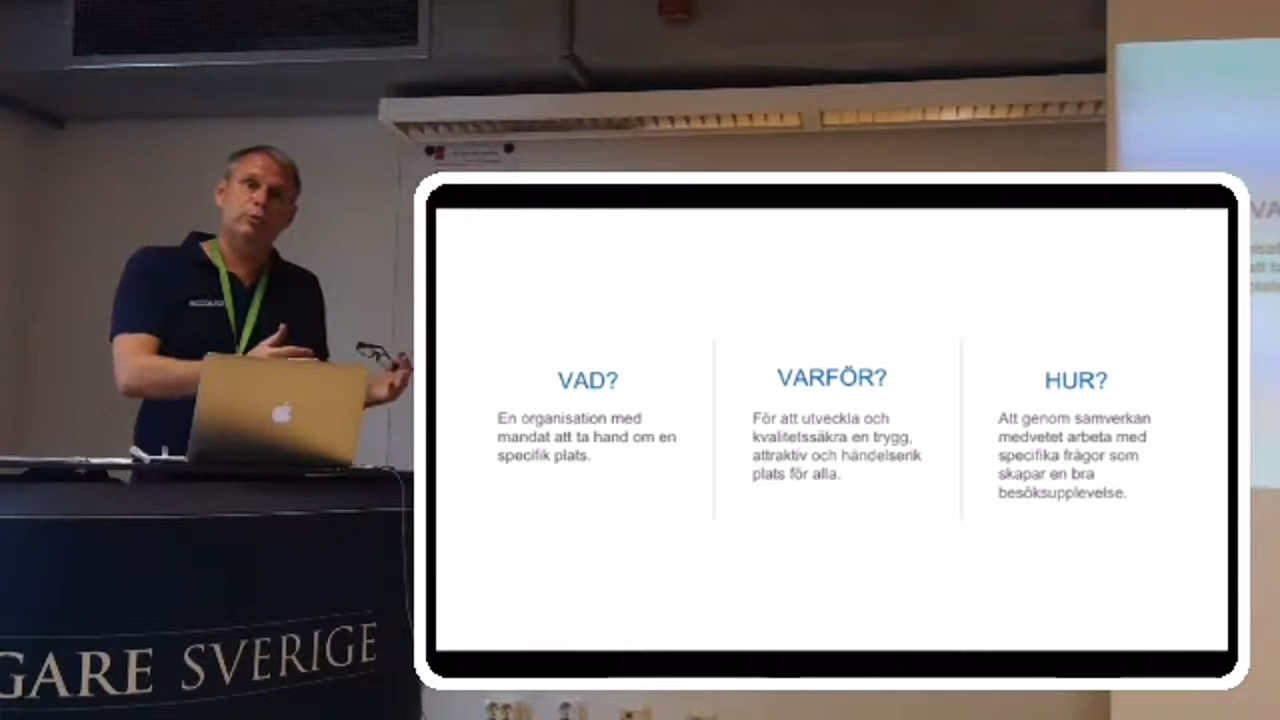 VAD?
En organisation med
mandat att ta hand om en
specifik plats.
VARFÖR?
För att utveckla och
kvalitetssäkra en trygg,
attraktiv och händelserik
plats för alla.
HUR?
Att genom samverkan
medvetet arbeta med
specifika frågor som
skapar en bra
besöksupplevelse.
VA
GARE SVERIGE